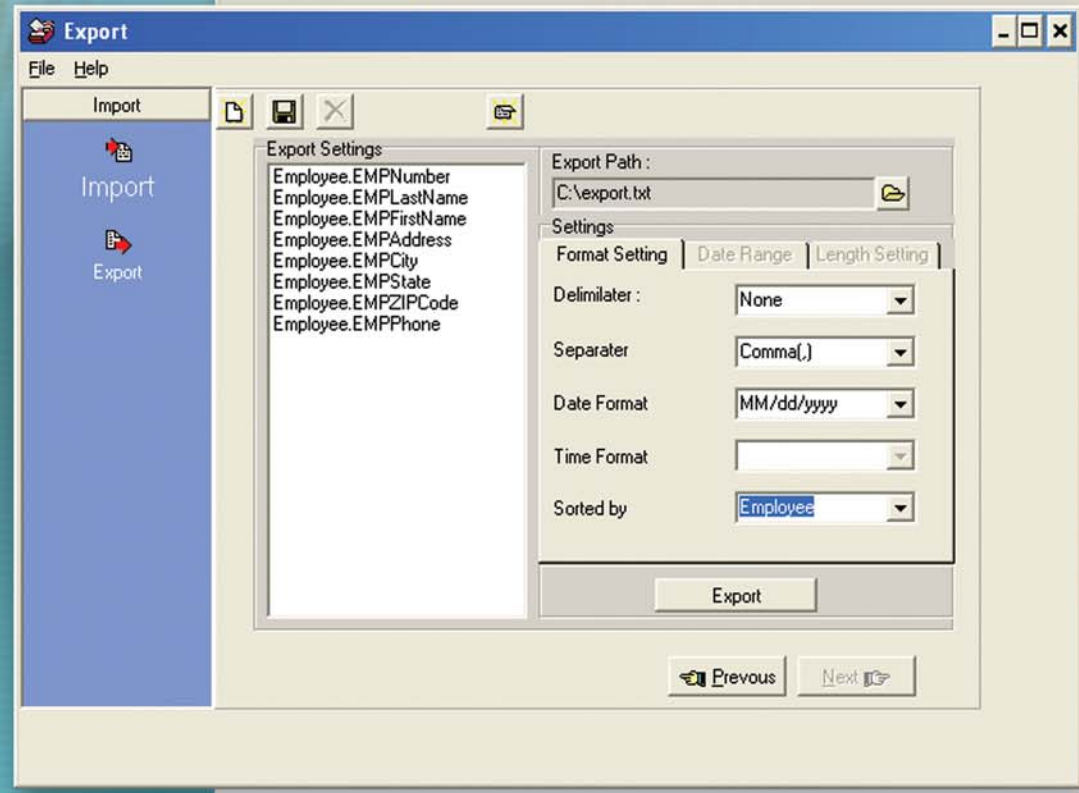 Export
File Help
Import
Import
Export
Export Settings
Employee.EMPNumber
Employee.EMPLastName
Employee.EMPFirstName
Employee.EMPAddress
Employee.EMPCity
Employee.EMPState
Employee.EMPZIPCode
Employee.EMPPhone
Export Path :
C:\export.txt
Settings
Format Setting Date Range Length Setting
Delimilater : None
Separater Comma(,)
Date Format MM/dd/yyyy
Time Format
Sorted by Employee
Export
Prevous Next